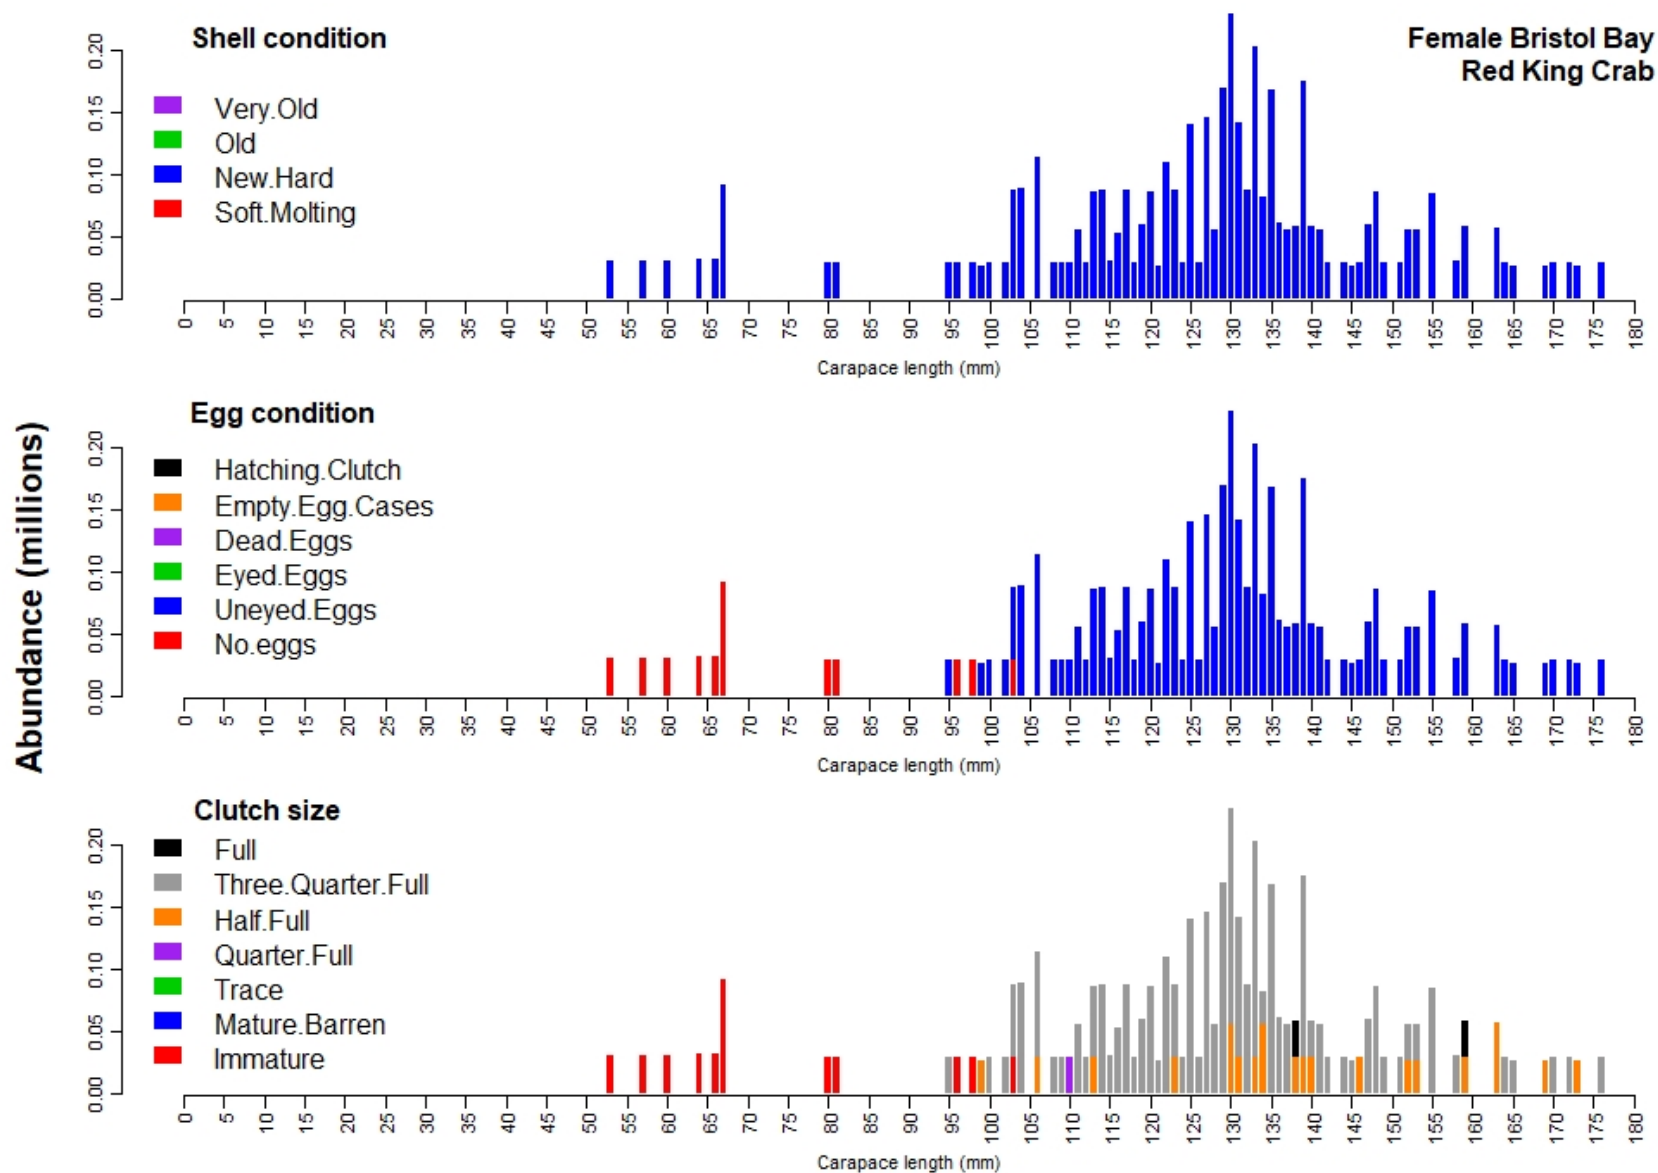 Shell condition
Female Bristol Bay
Red King Crab
0.00 0.05 0.10 0.15 0.20
Very.Old
Old
New.Hard
Soft.Molting
0 5 10 15 20 25 30 35 40 45 50 55 60 65 70 75 80 85 90 95 100 105 110 115 120 125 130 135 140 145 150 155 160 165 170 175 180
Carapace length (mm)
Abundance (millions)
Egg condition
0.00 0.05 0.10 0.15 0.20
Hatching.Clutch
Empty.Egg.Cases
Dead.Eggs
Eyed.Eggs
Uneyed.Eggs
No.eggs
0 5 10 15 20 25 30 35 40 45 50 55 60 65 70 75 80 85 90 95 100 105 110 115 120 125 130 135 140 145 150 155 160 165 170 175 180
Carapace length (mm)
Clutch size
0.00 0.05 0.10 0.15 0.20
Full
Three.Quarter.Full
Half.Full
Quarter.Full
Trace
Mature.Barren
Immature
0 5 10 15 20 25 30 35 40 45 50 55 60 65 70 75 80 85 90 95 100 105 110 115 120 125 130 135 140 145 150 155 160 165 170 175 180
Carapace length (mm)